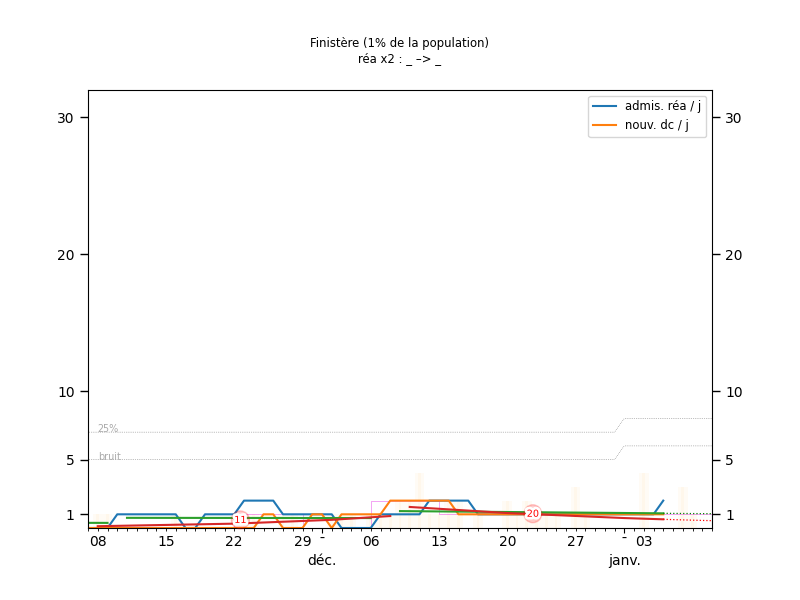 Finistère (1% de la population)
réa x2 : _ –> _
admis. réa / j
nouv. dc / j
30 30
20 20
10 10
25%
5 bruit 5
1 11 20 1
08 15 22 29 - 06 13 20 27 - 03
déc. janv.